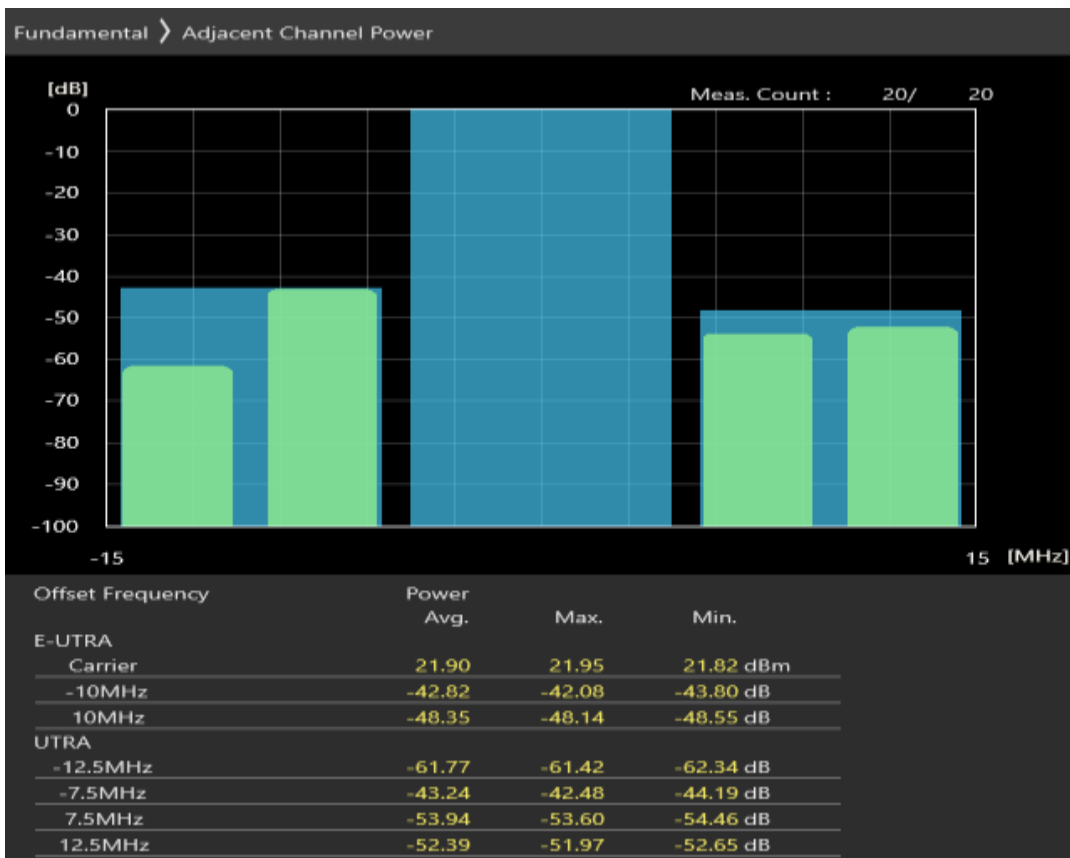 Fundamental 〉 Adjacent Channel Power
[dB]
Meas. Count : 20/ 20
0
-10
-20
-30
-40
-50
-60
-70
-80
-90
-100
-15 15 [MHz]
Offset Frequency Power
Avg. Max. Min.
E-UTRA
Carrier 21.90 21.95 21.82 dBm
-10MHz -42.82 -42.08 -43.80 dB
10MHz -48.35 -48.14 -48.55 dB
UTRA
-12.5MHz -61.77 -61.42 -62.34 dB
-7.5MHz -43.24 -42.48 -44.19 dB
7.5MHz -53.94 -53.60 -54.46 dB
12.5MHz -52.39 -51.97 -52.65 dB